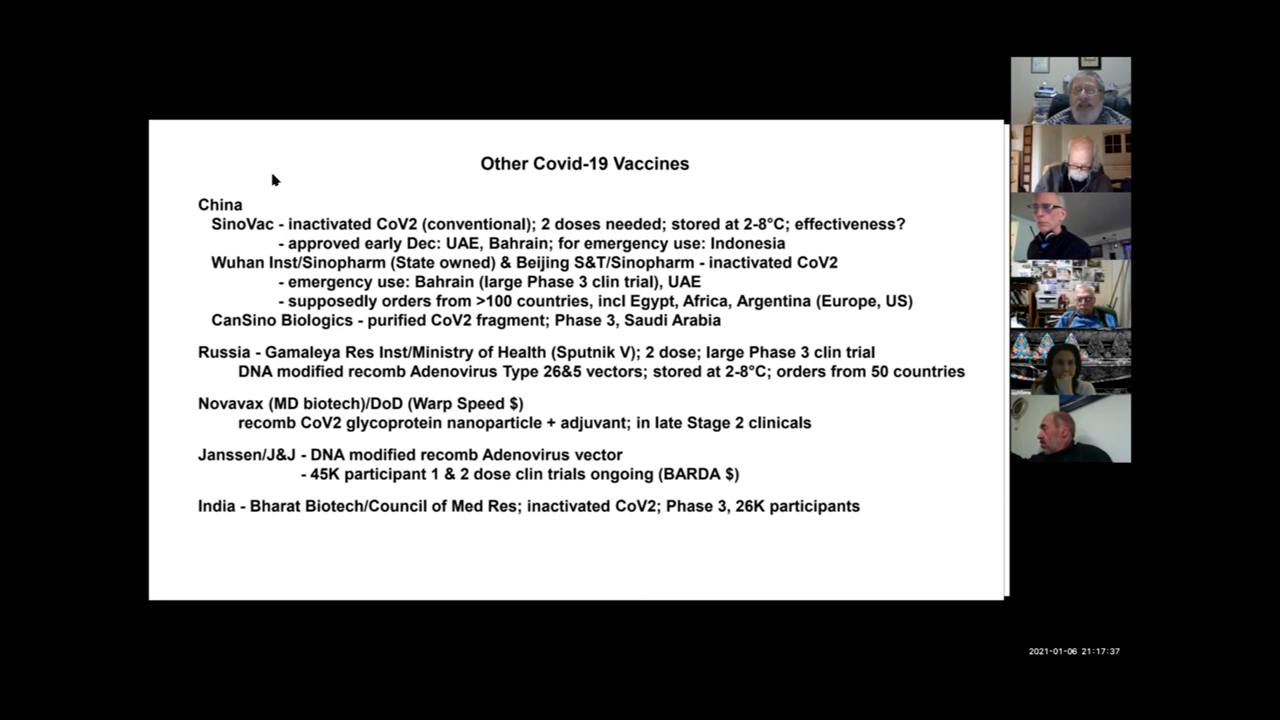 Other Covid-19 Vaccines
China
SinoVac - inactivated CoV2 (conventional); 2 doses needed; stored at 2-8°C; effectiveness?
- approved early Dec: UAE, Bahrain; for emergency use: Indonesia
Wuhan Inst/Sinopharm (State owned) & Beijing S&T/Sinopharm - inactivated CoV2
- emergency use: Bahrain (large Phase 3 clin trial), UAE
- supposedly orders from >100 countries, incl Egypt, Africa, Argentina (Europe, US)
CanSino Biologics - purified CoV2 fragment; Phase 3, Saudi Arabia
Russia - Gamaleya Res Inst/Ministry of Health (Sputnik V); 2 dose; large Phase 3 clin trial
DNA modified recomb Adenovirus Type 26&5 vectors; stored at 2-8°C; orders from 50 countries
Novavax (MD biotech)/DoD (Warp Speed $)
recomb CoV2 glycoprotein nanoparticle + adjuvant; in late Stage 2 clinicals
Janssen/J&J - DNA modified recomb Adenovirus vector
- 45K participant 1 & 2 dose clin trials ongoing (BARDA $)
India - Bharat Biotech/Council of Med Res; inactivated CoV2; Phase 3, 26K participants
2021-01-06 21:17:37